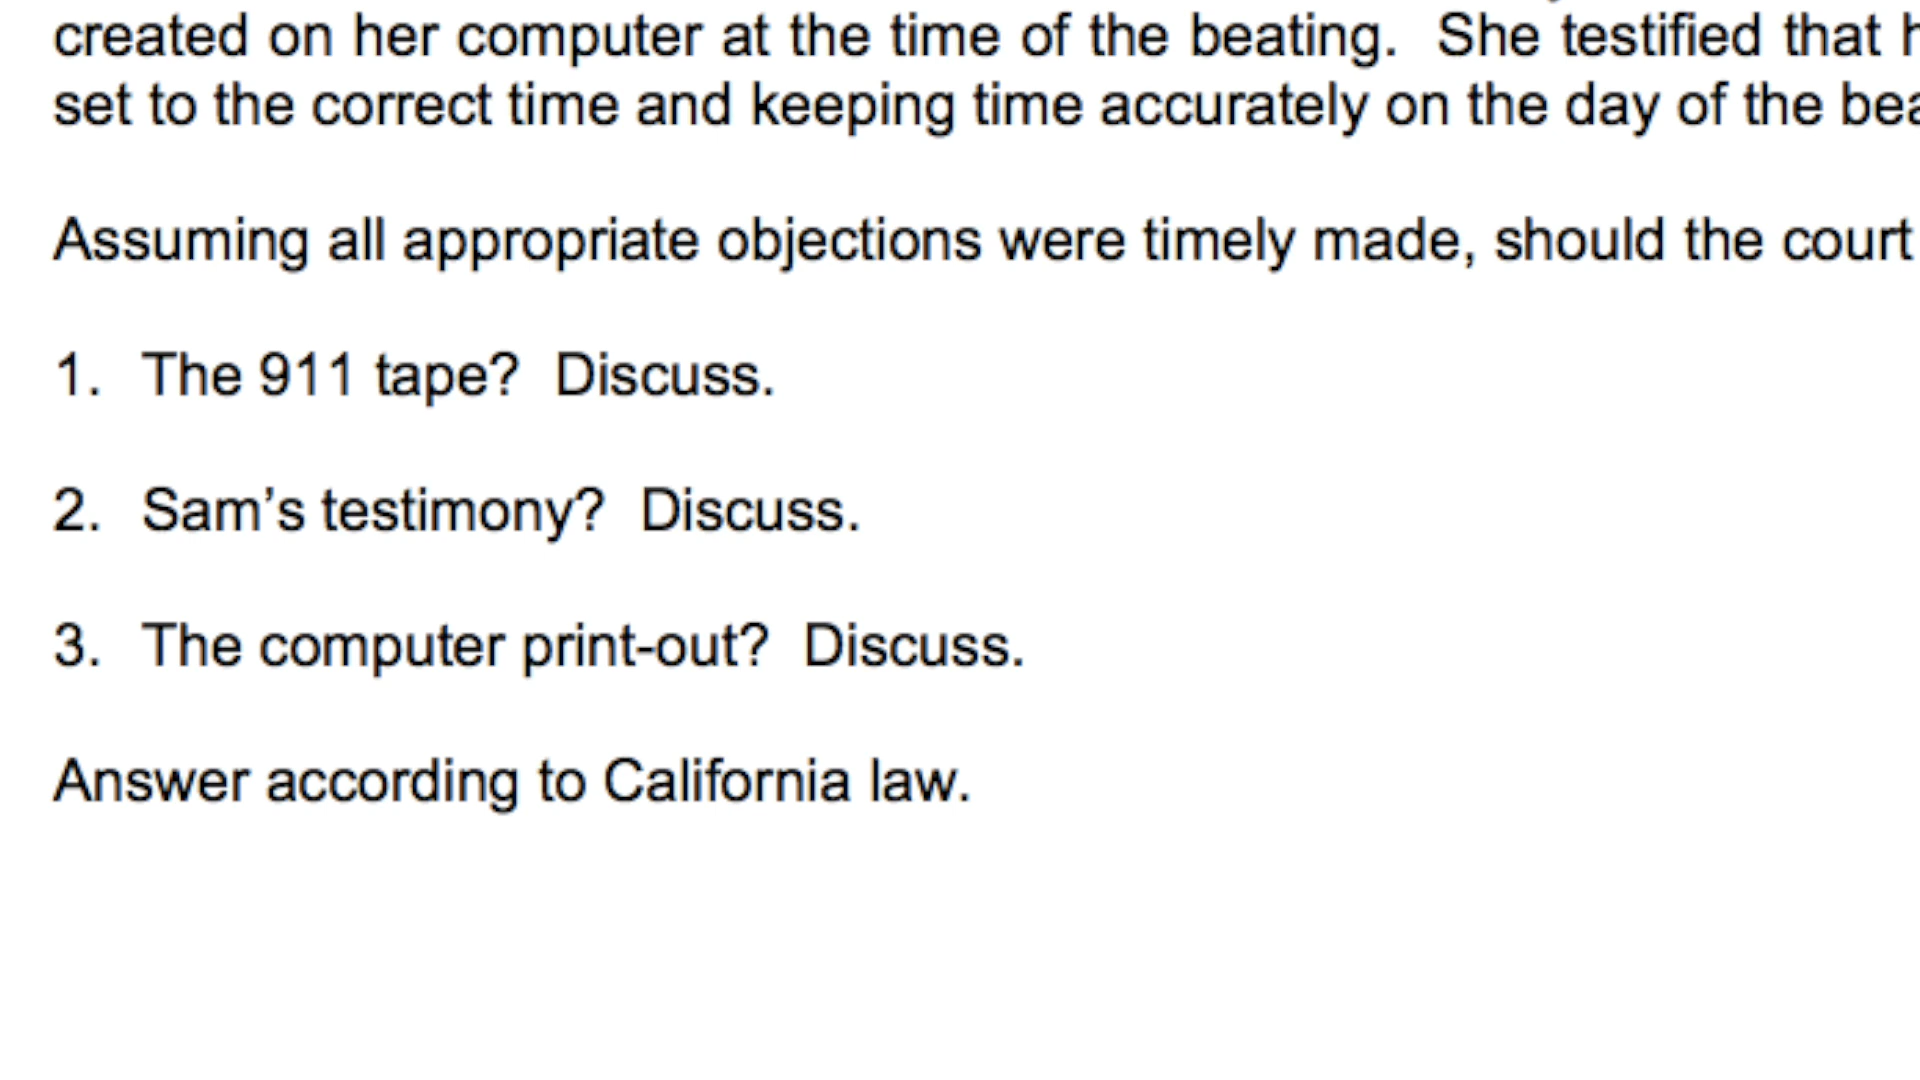 created on her computer at the time of the beating.  She testified that
set to the correct time and keeping time accurately on the day of the
Assuming all appropriate objections were timely made, should the court
1.  The 911 tape?  Discuss.
2.  Sam’s testimony?  Discuss.
3.  The computer print-out?  Discuss.
Answer according to California law.